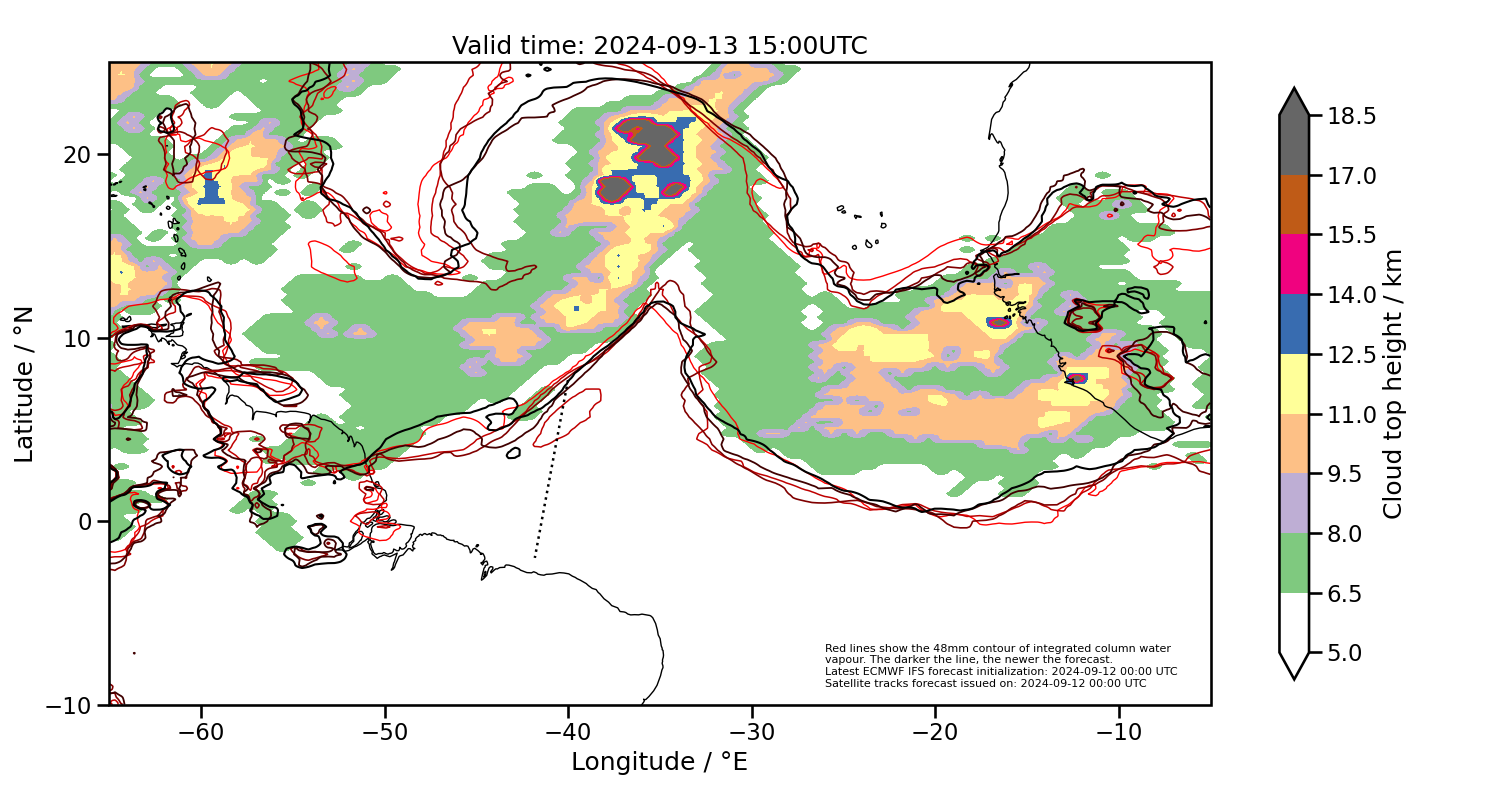 Valid time: 2024-09-13 15:00UTC
Latitude / °N
20
10
0
−10
−60
−50
−40
−30
−20
−10
Longitude / °E
Red lines show the 48mm contour of integrated column water
vapour. The darker the line, the newer the forecast.
Latest ECMWF IFS forecast initialization: 2024-09-12 00:00 UTC
Satellite tracks forecast issued on: 2024-09-12 00:00 UTC
18.5
17.0
15.5
14.0
12.5
11.0
9.5
8.0
6.5
5.0
Cloud top height / km